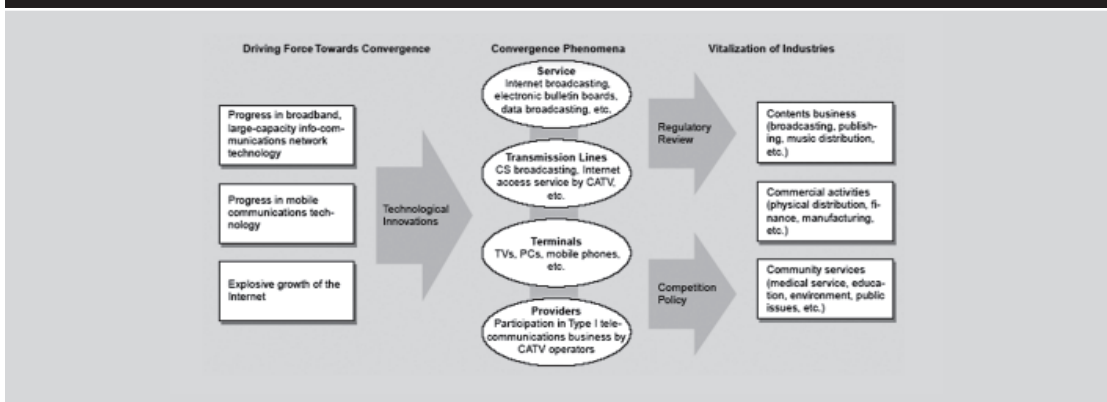 Driving Force Towards Convergence
Progress in broadband,
large-capacity info-com-
munications network
technology
Progress in mobile
communications tech-
nology
Explosive growth of the
Internet
Technological
Innovations
Convergence Phenomena
Service
Internet broadcasting,
electronic bulletin boards,
data broadcasting, etc.
Transmission Lines
CS broadcasting, Internet
access service by CATV,
etc.
Terminals
TVs, PCs, mobile phones,
etc.
Providers
Participation in Type I tele-
communications business by
CATV operators
Regulatory
Review
Competition
Policy
Vitalization of Industries
Contents business
(broadcasting, publish-
ing, music distribution,
etc.)
Commercial activities
(physical distribution, fi-
nance, manufacturing,
etc.)
Community services
(medical service, educa-
tion, environment, public
issues, etc.)